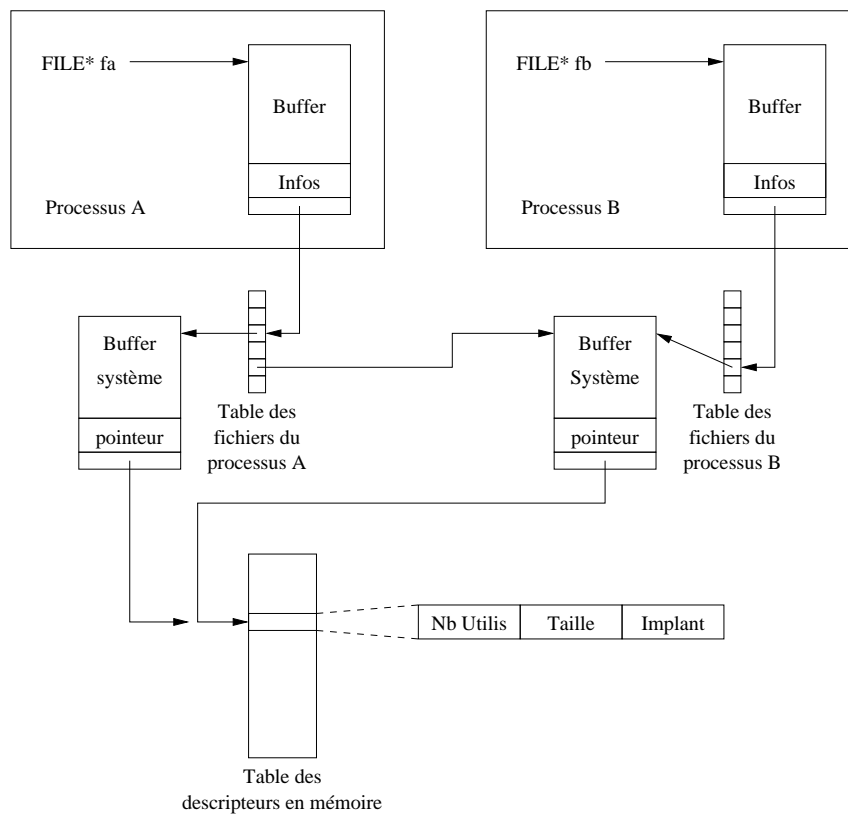 FILE* fa
Buffer
Infos
Processus A
FILE* fb
Buffer
Infos
Processus B
Buffer
système
pointeur
Table des
fichiers du
processus A
Buffer
Système
pointeur
Table des
fichiers du
processus B
Nb Utilis
Taille
Implant
Table des
descripteurs en mémoire